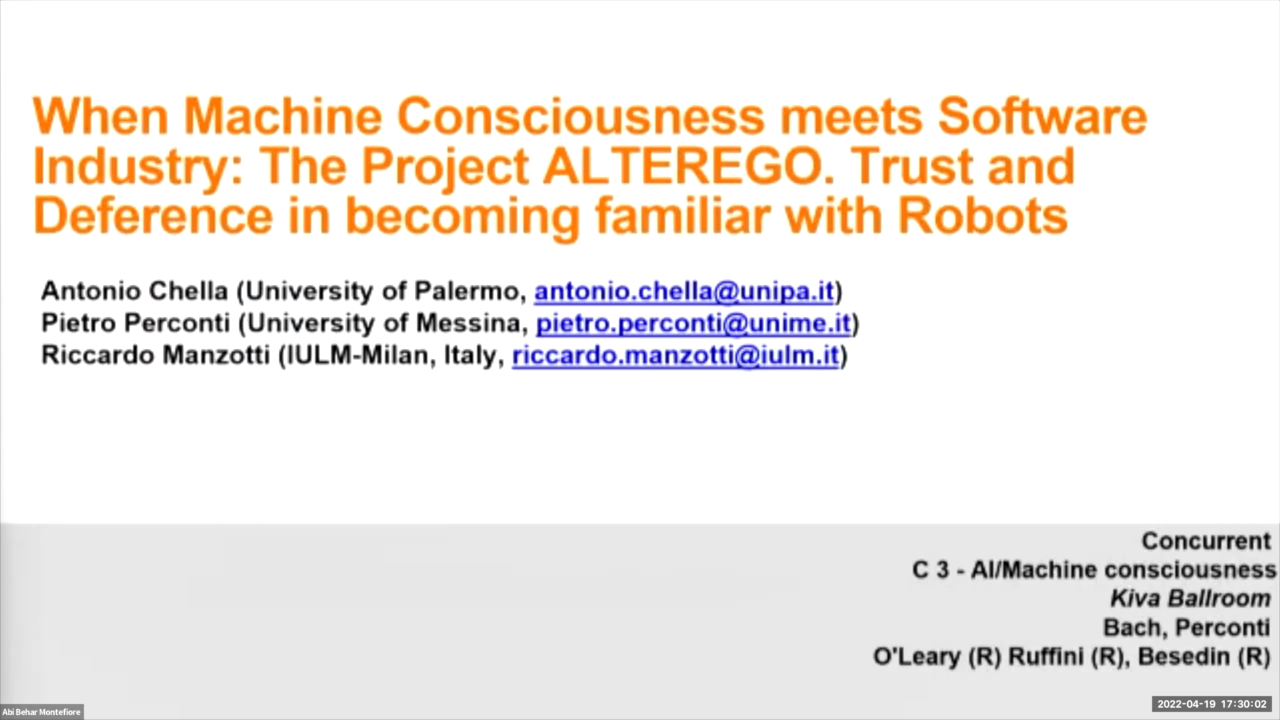 When Machine Consciousness meets Software
Industry: The Project ALTEREGO. Trust and
Deference in becoming familiar with Robots
Antonio Chella (University of Palermo, antonio.chella@unipa.it)
Pietro Perconti (University of Messina, pietro.perconti@unime.it)
Riccardo Manzotti (IULM-Milan, Italy, riccardo.manzotti@iulm.it)
Concurrent
C 3 - AI/Machine consciousness
Kiva Ballroom
Bach, Perconti
O'Leary (R) Ruffini (R), Besedin (R)
Abi Behar Montefiore
2022-04-19 17:30:02